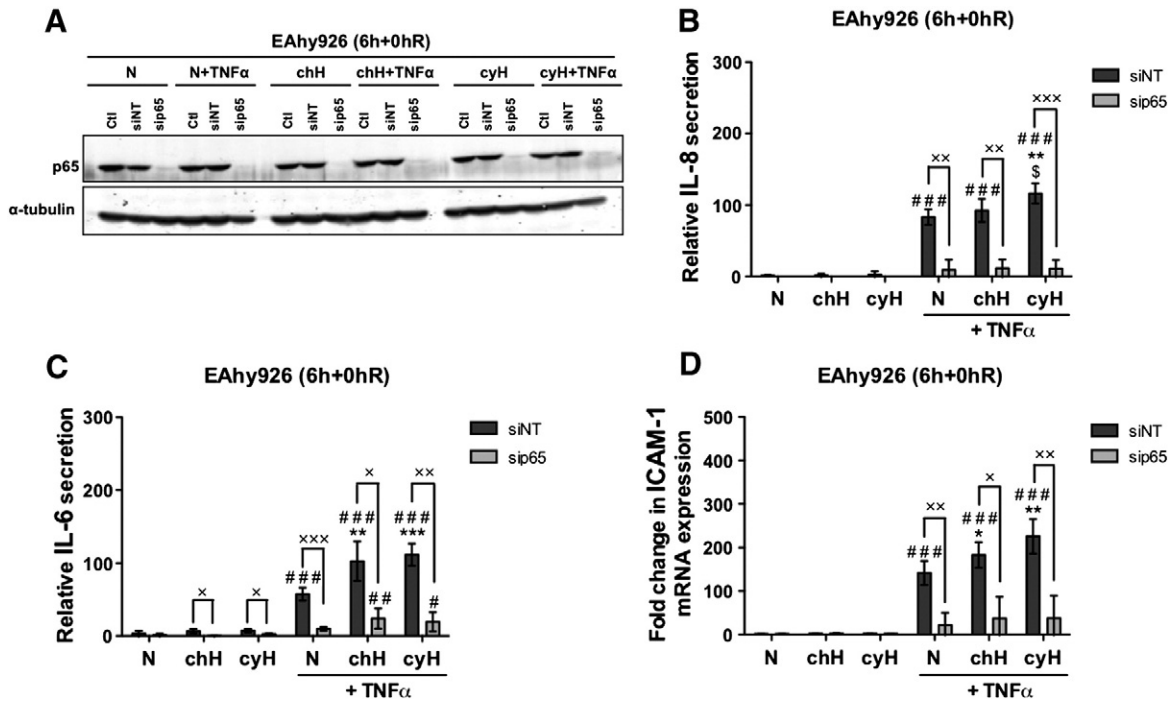 A
EAhy926 (6h+0hR)
N N+TNFα chH chH+TNFα cyH cyH+TNFα
Ctl siNT sip65 Ctl siNT sip65 Ctl siNT sip65 Ctl siNT sip65 Ctl siNT sip65 Ctl siNT sip65
p65
α-tubulin
B
EAhy926 (6h+0hR)
Relative IL-8 secretion
300
200
100
0
siNT
sip65
×××
×× ×× ###
**
### ### $
N chH cyH N chH cyH
+ TNFα
C
EAhy926 (6h+0hR)
Relative IL-6 secretion
300
200
100
0
siNT
sip65
× ××
### ###
××× ** ***
###
× × ## #
N chH cyH N chH cyH
+ TNFα
D
EAhy926 (6h+0hR)
Fold change in ICAM-1
mRNA expression
500
400
300
200
100
0
siNT
sip65
××
× ###
×× ### **
### *
N chH cyH N chH cyH
+ TNFα